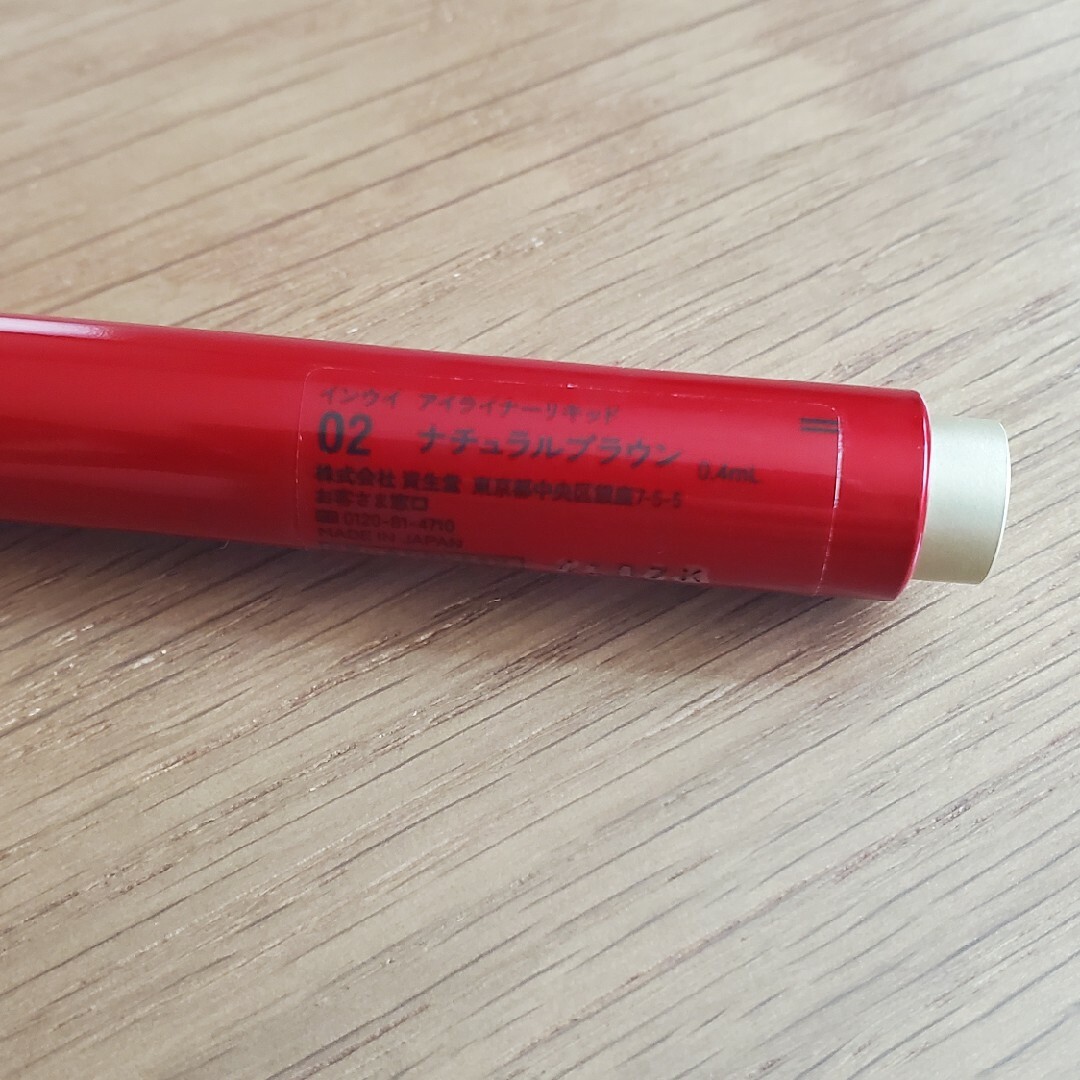 インウイ アイライナーリキッド
02 ナチュラルブラウン 0.4mL
株式会社 資生堂 東京都中央区銀座7-5-5
お客さま窓口
0120-81-4710
MADE IN JAPAN